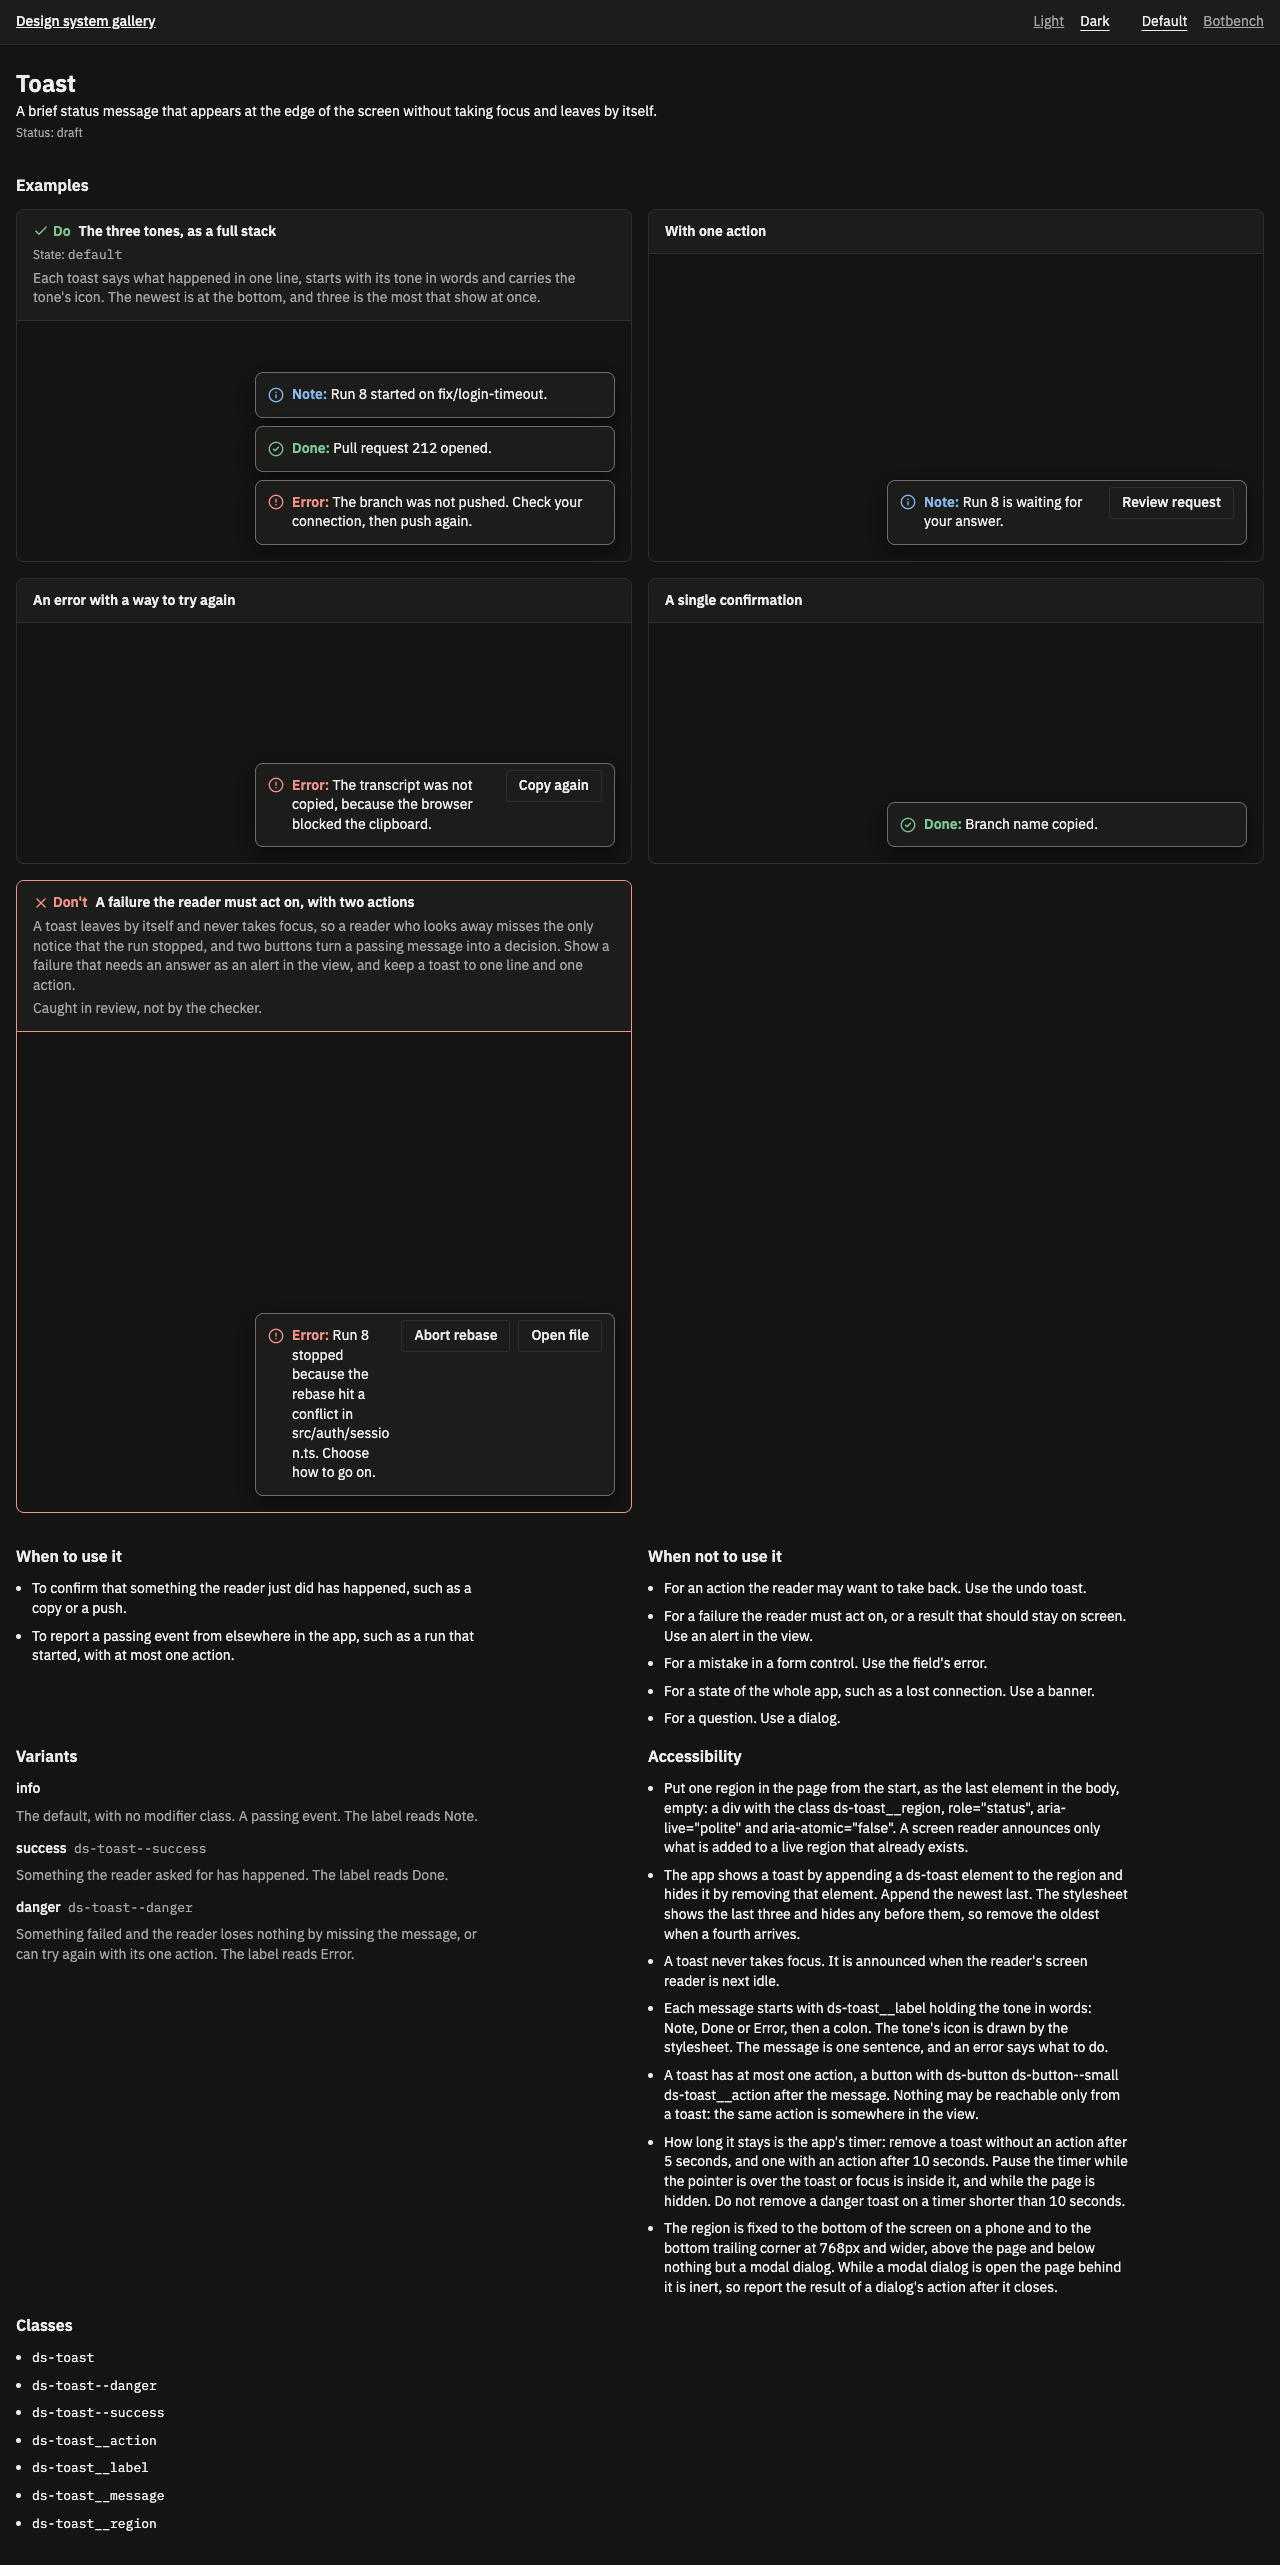 Design system gallery
Light Dark Default Botbench
Toast
A brief status message that appears at the edge of the screen without taking focus and leaves by itself.
Status: draft
Examples
Do The three tones, as a full stack
State: default
Each toast says what happened in one line, starts with its tone in words and carries the
tone's icon. The newest is at the bottom, and three is the most that show at once.
Note: Run 8 started on fix/login-timeout.
Done: Pull request 212 opened.
Error: The branch was not pushed. Check your
connection, then push again.
With one action
Note: Run 8 is waiting for
your answer.
Review request
An error with a way to try again
Error: The transcript was not
copied, because the browser
blocked the clipboard.
Copy again
A single confirmation
Done: Branch name copied.
Don't A failure the reader must act on, with two actions
A toast leaves by itself and never takes focus, so a reader who looks away misses the only
notice that the run stopped, and two buttons turn a passing message into a decision. Show a
failure that needs an answer as an alert in the view, and keep a toast to one line and one
action.
Caught in review, not by the checker.
Error: Run 8
stopped
because the
rebase hit a
conflict in
src/auth/sessio
n.ts. Choose
how to go on.
Abort rebase
Open file
When to use it
To confirm that something the reader just did has happened, such as a
copy or a push.
To report a passing event from elsewhere in the app, such as a run that
started, with at most one action.
When not to use it
For an action the reader may want to take back. Use the undo toast.
For a failure the reader must act on, or a result that should stay on screen.
Use an alert in the view.
For a mistake in a form control. Use the field's error.
For a state of the whole app, such as a lost connection. Use a banner.
For a question. Use a dialog.
Variants
info
The default, with no modifier class. A passing event. The label reads Note.
success ds-toast--success
Something the reader asked for has happened. The label reads Done.
danger ds-toast--danger
Something failed and the reader loses nothing by missing the message, or
can try again with its one action. The label reads Error.
Accessibility
Put one region in the page from the start, as the last element in the body,
empty: a div with the class ds-toast__region, role="status", aria-
live="polite" and aria-atomic="false". A screen reader announces only
what is added to a live region that already exists.
The app shows a toast by appending a ds-toast element to the region and
hides it by removing that element. Append the newest last. The stylesheet
shows the last three and hides any before them, so remove the oldest
when a fourth arrives.
A toast never takes focus. It is announced when the reader's screen
reader is next idle.
Each message starts with ds-toast__label holding the tone in words:
Note, Done or Error, then a colon. The tone's icon is drawn by the
stylesheet. The message is one sentence, and an error says what to do.
A toast has at most one action, a button with ds-button ds-button--small
ds-toast__action after the message. Nothing may be reachable only from
a toast: the same action is somewhere in the view.
How long it stays is the app's timer: remove a toast without an action after
5 seconds, and one with an action after 10 seconds. Pause the timer while
the pointer is over the toast or focus is inside it, and while the page is
hidden. Do not remove a danger toast on a timer shorter than 10 seconds.
The region is fixed to the bottom of the screen on a phone and to the
bottom trailing corner at 768px and wider, above the page and below
nothing but a modal dialog. While a modal dialog is open the page behind
it is inert, so report the result of a dialog's action after it closes.
Classes
ds-toast
ds-toast--danger
ds-toast--success
ds-toast__action
ds-toast__label
ds-toast__message
ds-toast__region